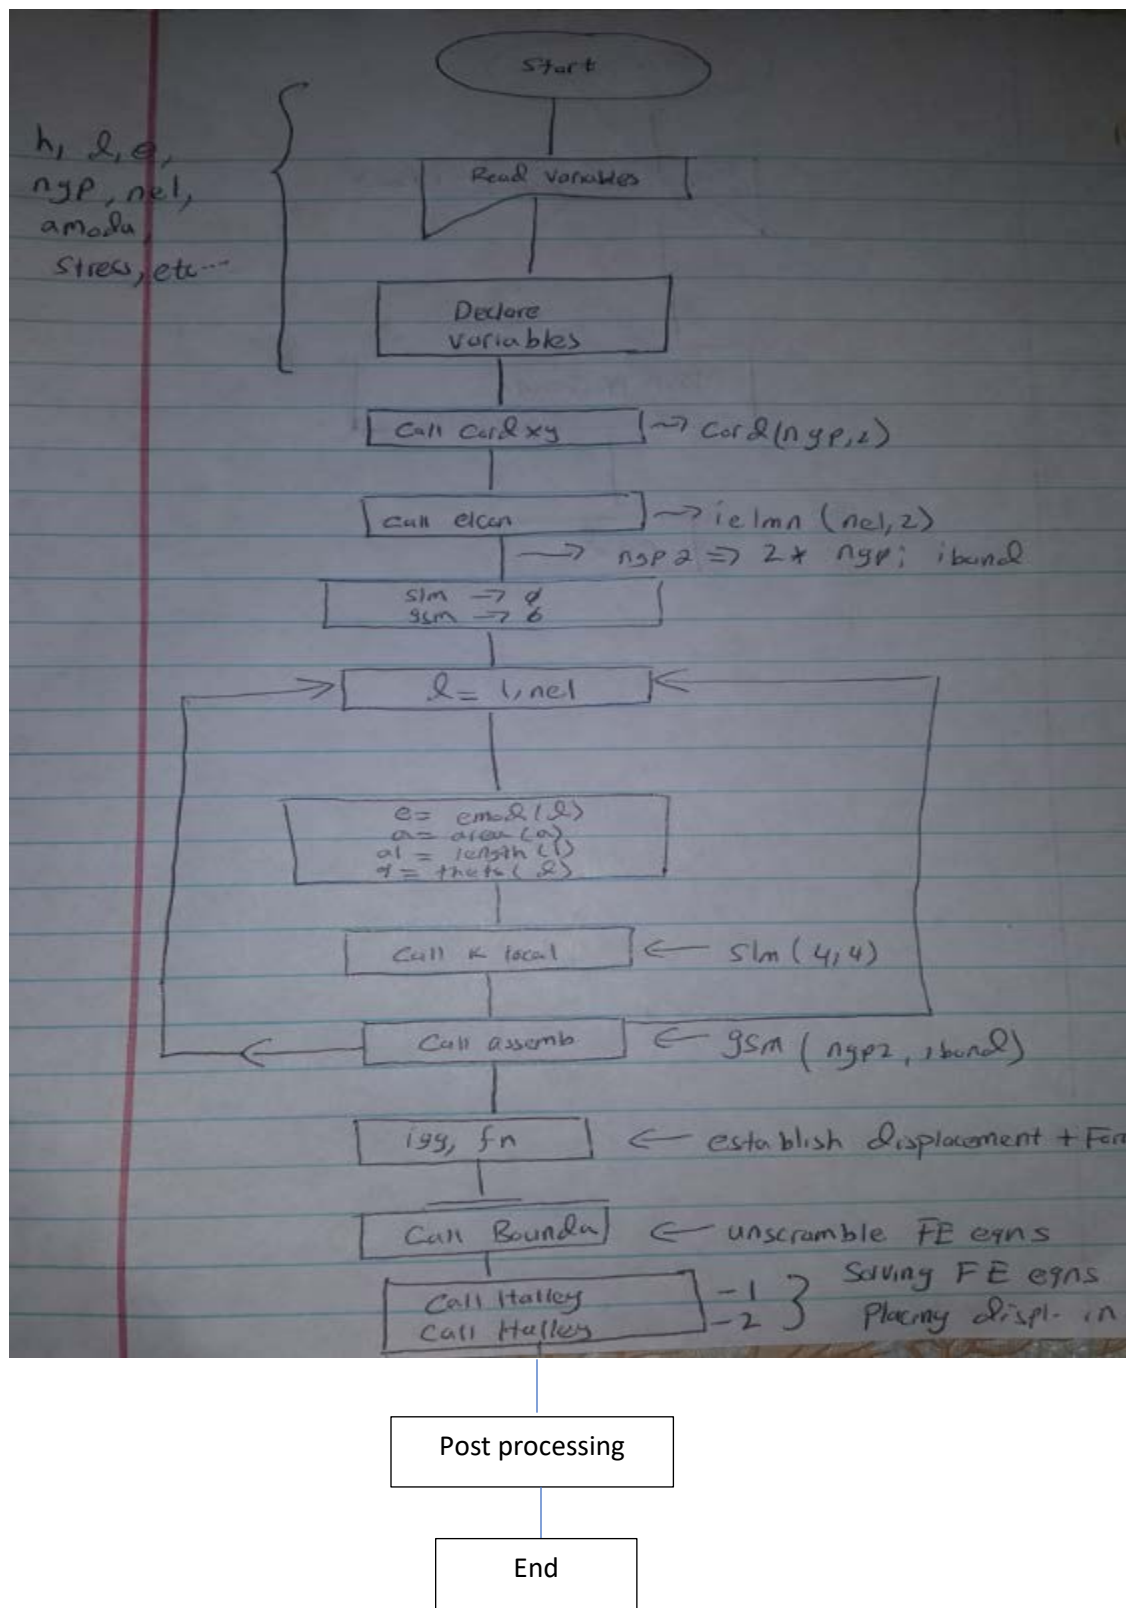 Start
h, l, e,
ngp, nel,
amodu,
stress, etc...
Read Variables
Declare
variables
Call Cordxy → Cord(ngp,2)
Call elcon → ielmn (nel,2)
→ ngp2 => 2* ngp; iband
slm → 0
gsm → 0
l = 1, nel
e = emod(l)
a = area(a)
al = length(l)
q = theta(l)
Call K local ← slm (4,4)
Call assemb ← gsm (ngp2, iband)
igg, fn ← establish displacement +
Call Bounda ← unscramble FE eqns
Call Halley -1 } Solving FE eqns
Call Halley -2 Placing displ. in
Post processing
End